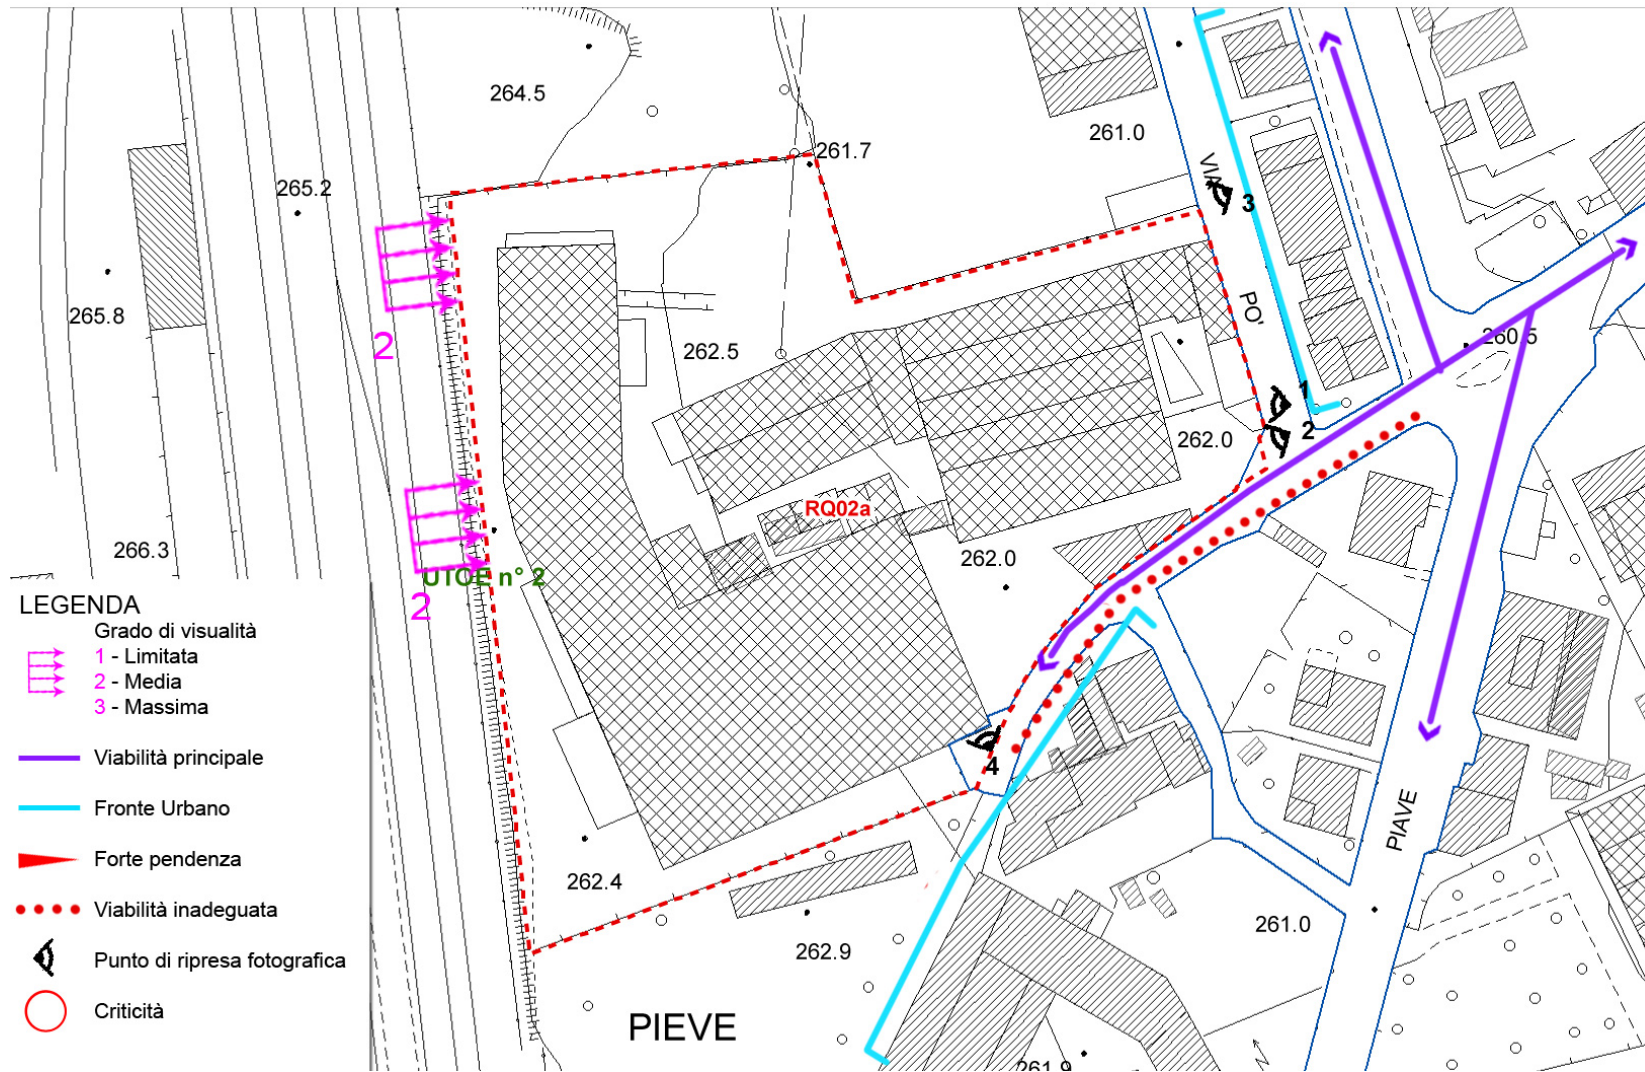 264.5
261.7
261.0
265.2
VIA
3
265.8
PO'
2
262.5
260.5
1
2
262.0
RQ02a
266.3
262.0
UTOE n° 2
2
LEGENDA
Grado di visualità
1 - Limitata
2 - Media
3 - Massima
Viabilità principale
Fronte Urbano
Forte pendenza
Viabilità inadeguata
Punto di ripresa fotografica
Criticità
4
PIAVE
262.4
262.9
261.0
PIEVE
261.9